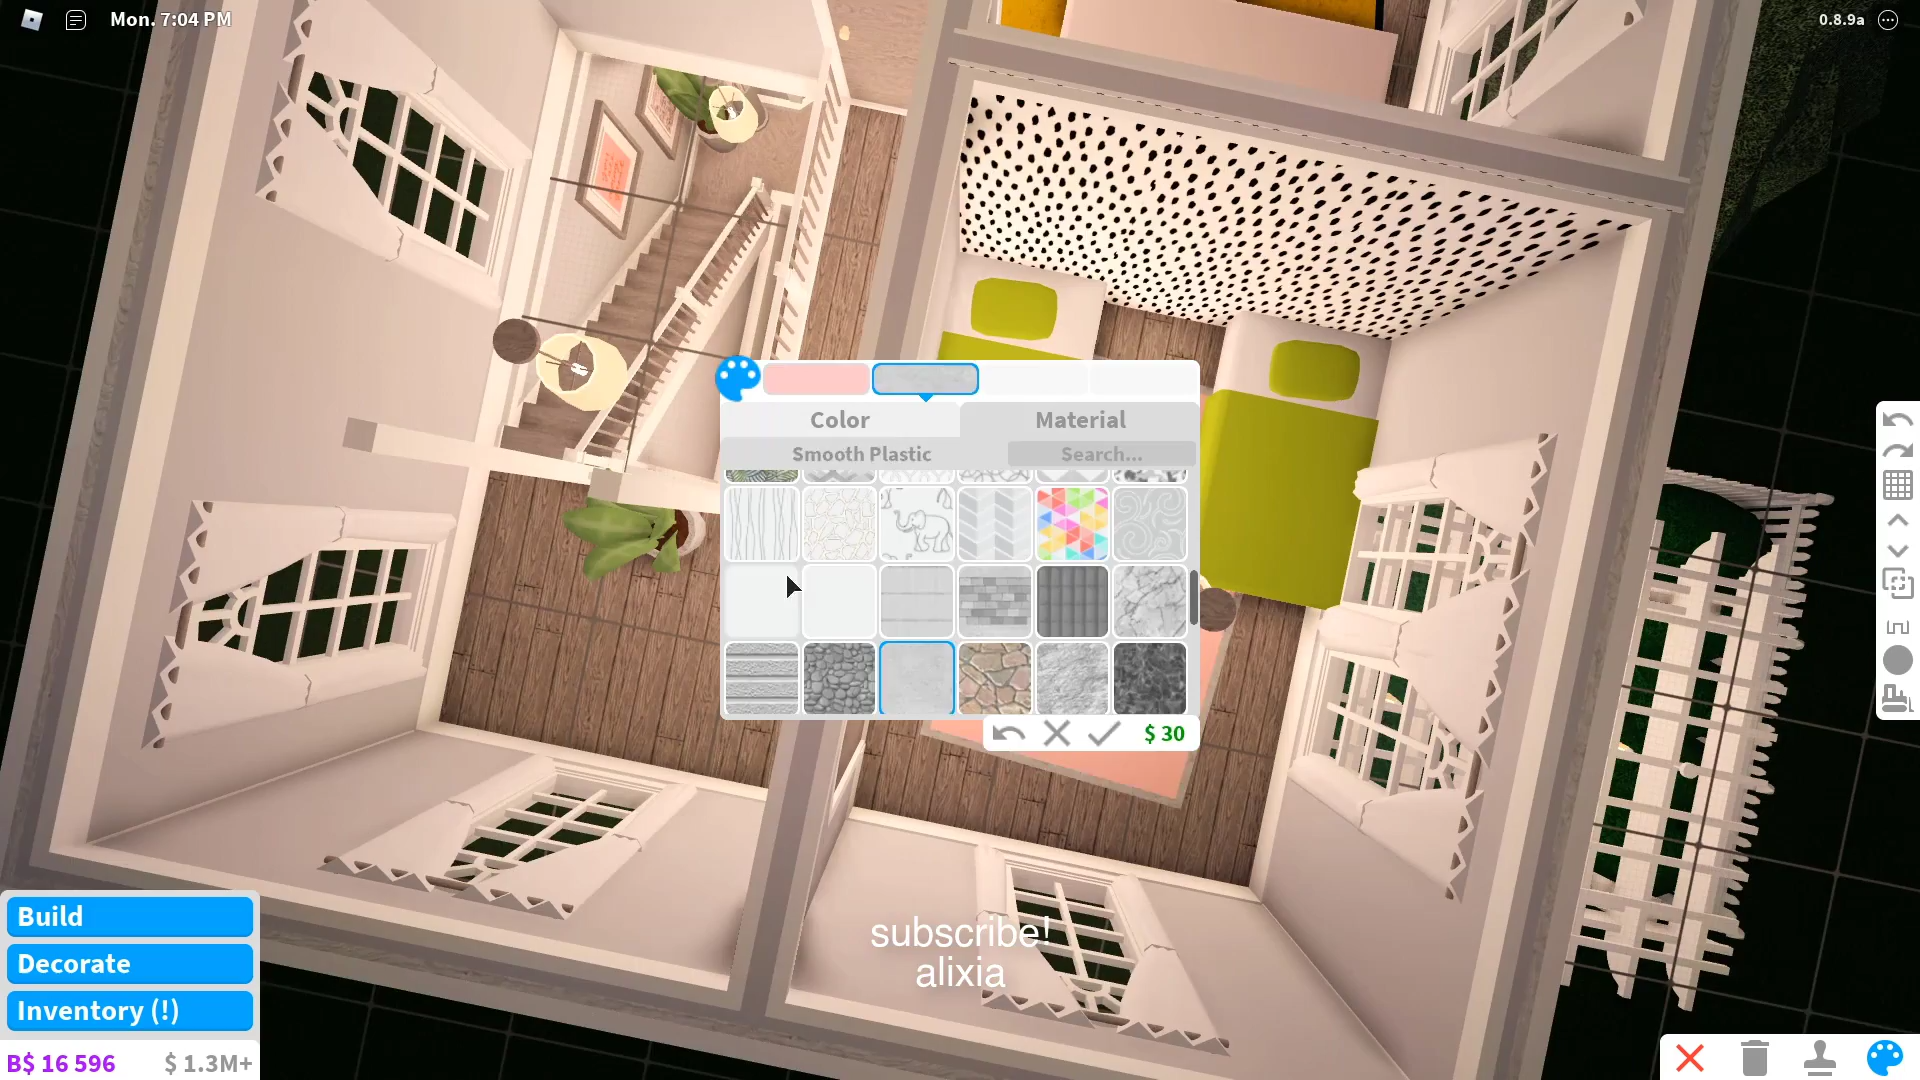 Mon. 7:04 PM
0.8.9a
Color
Material
Smooth Plastic
Search...
$ 30
Build
Decorate
Inventory (!)
B$ 16 596
$ 1.3M+
subscribe!
alixia